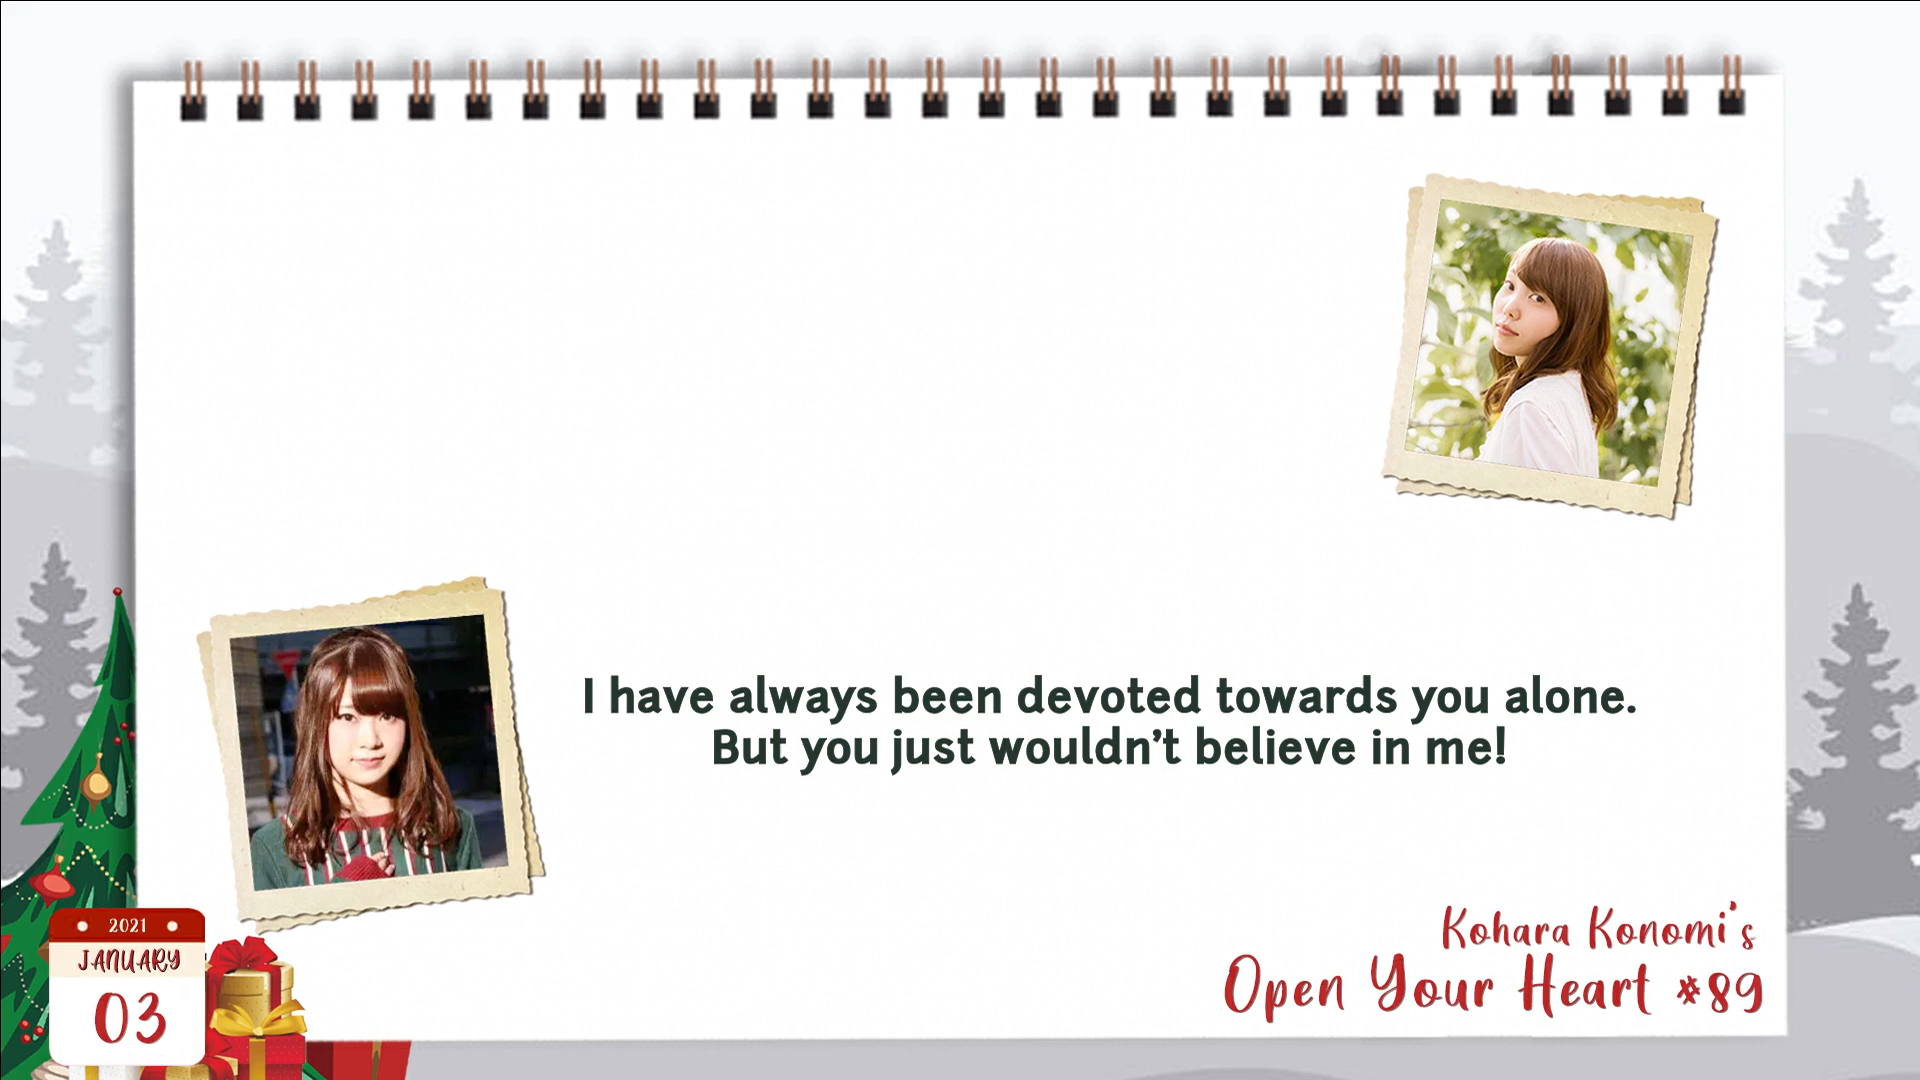 I have always been devoted towards you alone.
But you just wouldn't believe in me!
Kohara Konomi's
Open Your Heart #89
2021
JANUARY
03